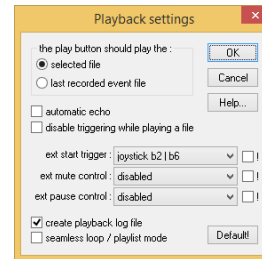 Playback settings
the play button should play the :
selected file
last recorded event file
OK
Cancel
Help...
automatic echo
disable triggering while playing a file
ext start trigger : joystick b2 | b6 !
ext mute control : disabled !
ext pause control : disabled !
create playback log file
seamless loop / playlist mode
Default!